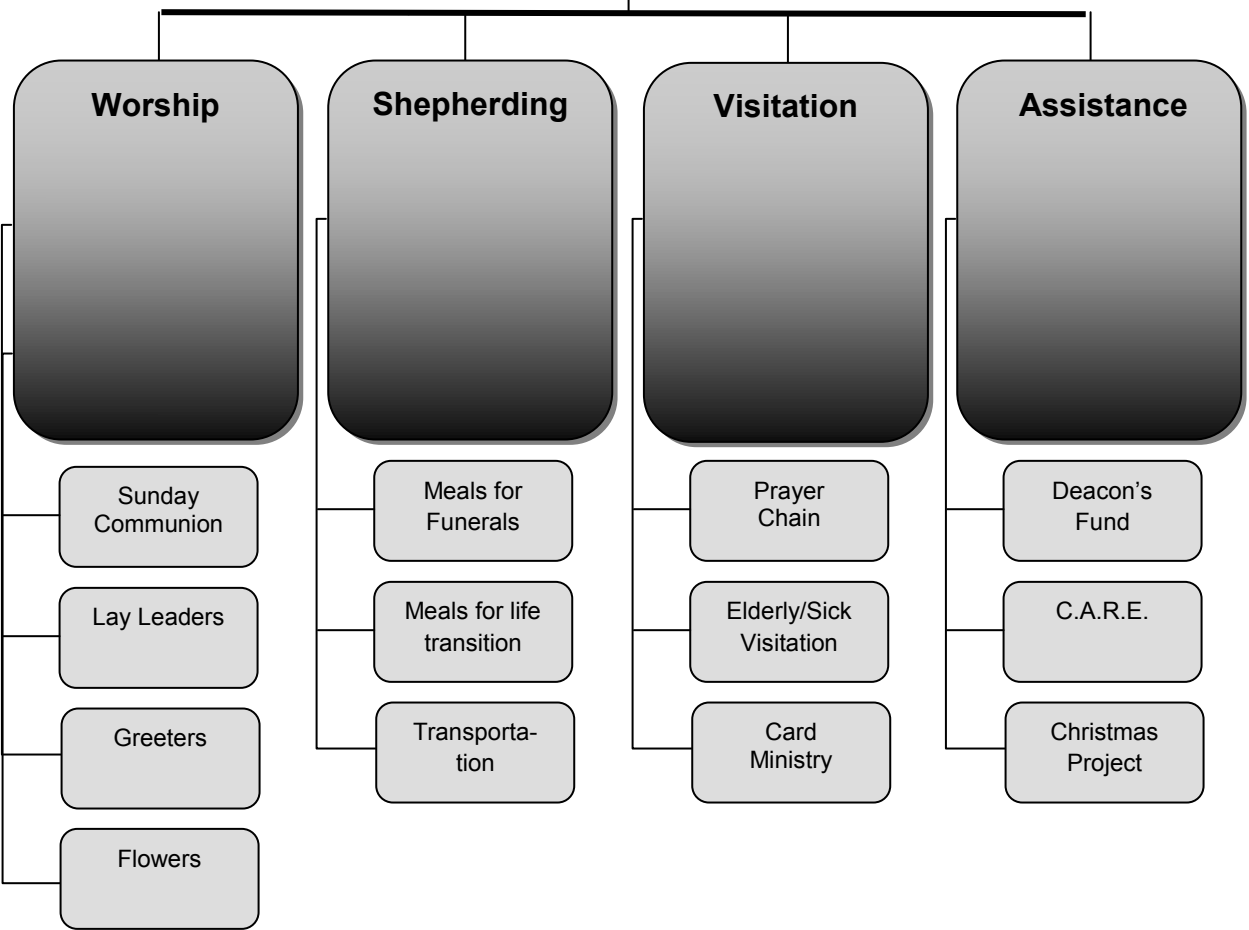 Worship
Shepherding
Visitation
Assistance
Sunday
Communion
Lay Leaders
Greeters
Flowers
Meals for
Funerals
Meals for life
transition
Transporta-
tion
Prayer
Chain
Elderly/Sick
Visitation
Card
Ministry
Deacon’s
Fund
C.A.R.E.
Christmas
Project